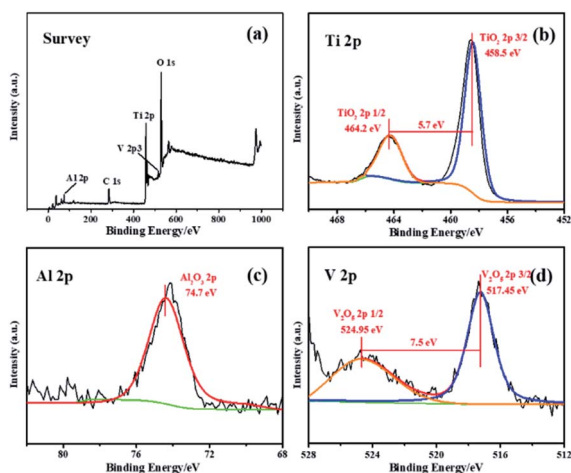 Survey
(a)
O 1s
Ti 2p
V 2p3
Al 2p
C 1s
Intensity (a.u.)
0 200 400 600 800 1000
Binding Energy/eV
Ti 2p
(b)
TiO₂ 2p 3/2
458.5 eV
TiO₂ 2p 1/2
464.2 eV
5.7 eV
Intensity (a.u.)
468 464 460 456 452
Binding Energy/eV
Al 2p
(c)
Al₂O₃ 2p
74.7 eV
Intensity (a.u.)
80 76 72 68
Binding Energy/eV
V 2p
(d)
V₂O₅ 2p 3/2
517.45 eV
V₂O₅ 2p 1/2
524.95 eV
7.5 eV
Intensity (a.u.)
528 524 520 516 512
Binding Energy/eV